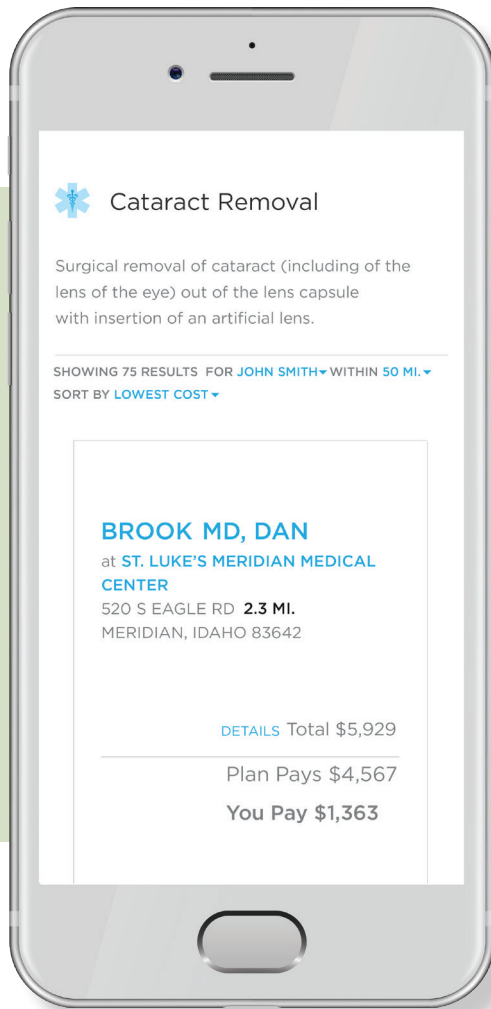 Cataract Removal
Surgical removal of cataract (including of the
lens of the eye) out of the lens capsule
with insertion of an artificial lens.
SHOWING 75 RESULTS FOR JOHN SMITH WITHIN 50 MI.
SORT BY LOWEST COST
BROOK MD, DAN
at ST. LUKE'S MERIDIAN MEDICAL
CENTER
520 S EAGLE RD 2.3 MI.
MERIDIAN, IDAHO 83642
DETAILS Total $5,929
Plan Pays $4,567
You Pay $1,363